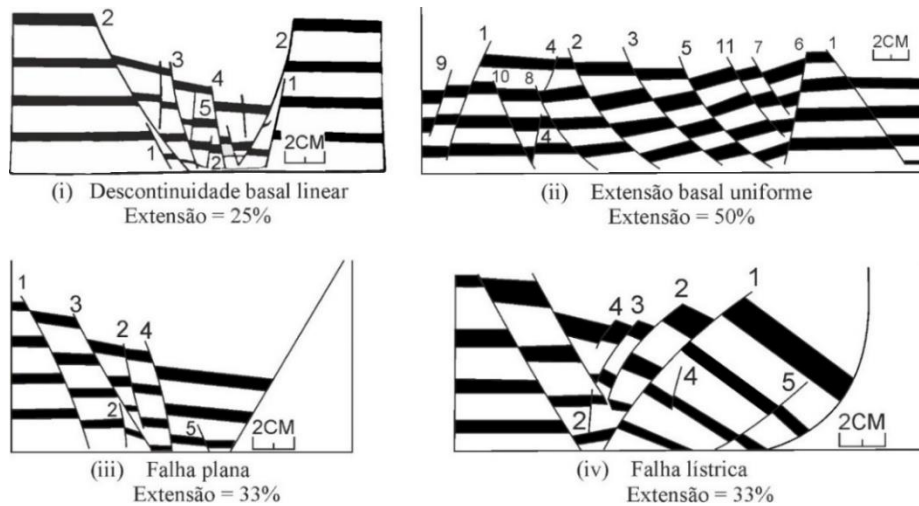 2 3 4 2 1
5
1 2
2CM
(i) Descontinuidade basal linear
Extensão = 25%
1 4 2 3 5 11 7 6 1
9 10 8
4
2CM
(ii) Extensão basal uniforme
Extensão = 50%
1 3 2 4
2 5
2CM
(iii) Falha plana
Extensão = 33%
4 3 2 1
4 5
2
2CM
(iv) Falha lístrica
Extensão = 33%